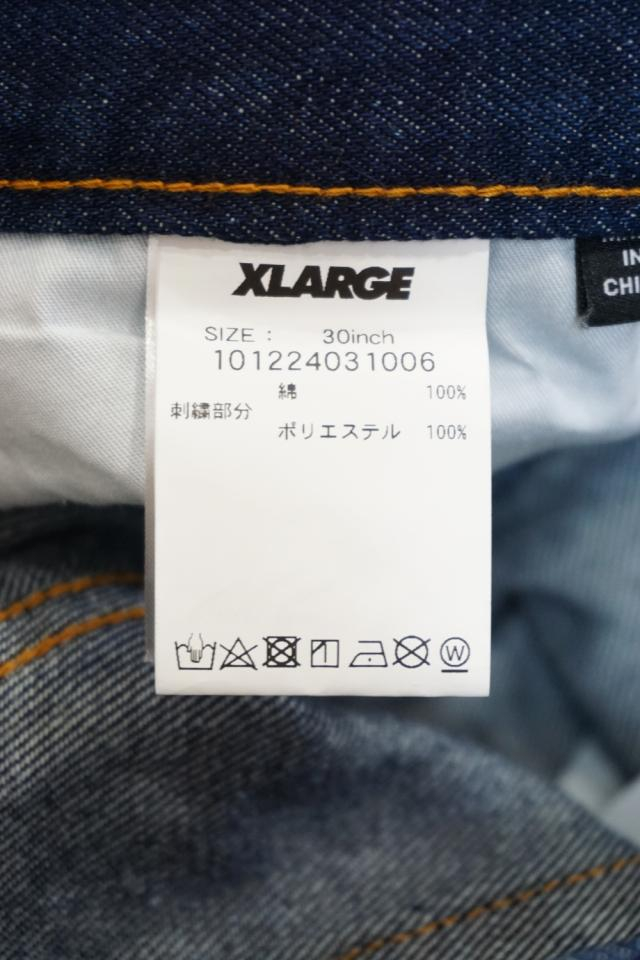 XLARGE
SIZE : 30inch
101224031006
綿 100%
刺繍部分
ポリエステル 100%
W
IN
CHI